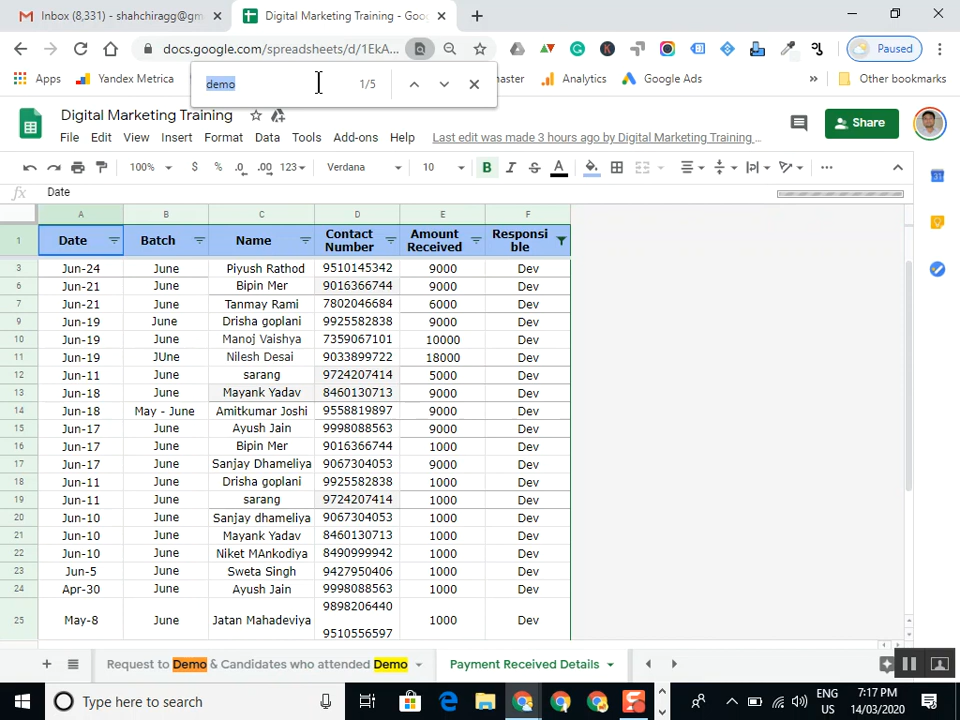 Inbox (8,331) - shahchiragg@gm
Digital Marketing Training - Goo
docs.google.com/spreadsheets/d/1EkA...
Paused
Apps
Yandex Metrica
master
Analytics
Google Ads
Other bookmarks
demo
1/5
Digital Marketing Training
Share
File Edit View Insert Format Data Tools Add-ons Help
Last edit was made 3 hours ago by Digital Marketing Training ...
100% $ % .0 .00 123 Verdana 10 B I S A
fx Date
A B C D E F
1 Date Batch Name Contact Number Amount Received Responsible
3 Jun-24 June Piyush Rathod 9510145342 9000 Dev
6 Jun-21 June Bipin Mer 9016366744 9000 Dev
7 Jun-21 June Tanmay Rami 7802046684 6000 Dev
9 Jun-19 June Drisha goplani 9925582838 9000 Dev
10 Jun-19 June Manoj Vaishya 7359067101 10000 Dev
11 Jun-19 JUne Nilesh Desai 9033899722 18000 Dev
12 Jun-11 June sarang 9724207414 5000 Dev
13 Jun-18 June Mayank Yadav 8460130713 9000 Dev
14 Jun-18 May - June Amitkumar Joshi 9558819897 9000 Dev
15 Jun-17 June Ayush Jain 9998088563 9000 Dev
16 Jun-17 June Bipin Mer 9016366744 1000 Dev
17 Jun-17 June Sanjay Dhameliya 9067304053 9000 Dev
18 Jun-11 June Drisha goplani 9925582838 1000 Dev
19 Jun-11 June sarang 9724207414 1000 Dev
20 Jun-10 June Sanjay dhameliya 9067304053 1000 Dev
21 Jun-10 June Mayank Yadav 8460130713 1000 Dev
22 Jun-10 June Niket MAnkodiya 8490999942 1000 Dev
23 Jun-5 June Sweta Singh 9427950406 1000 Dev
24 Apr-30 June Ayush Jain 9998088563 1000 Dev
25 May-8 June Jatan Mahadeviya 9898206440 9510556597 1000 Dev
Request to Demo & Candidates who attended Demo
Payment Received Details
Type here to search
ENG
US
7:17 PM
14/03/2020